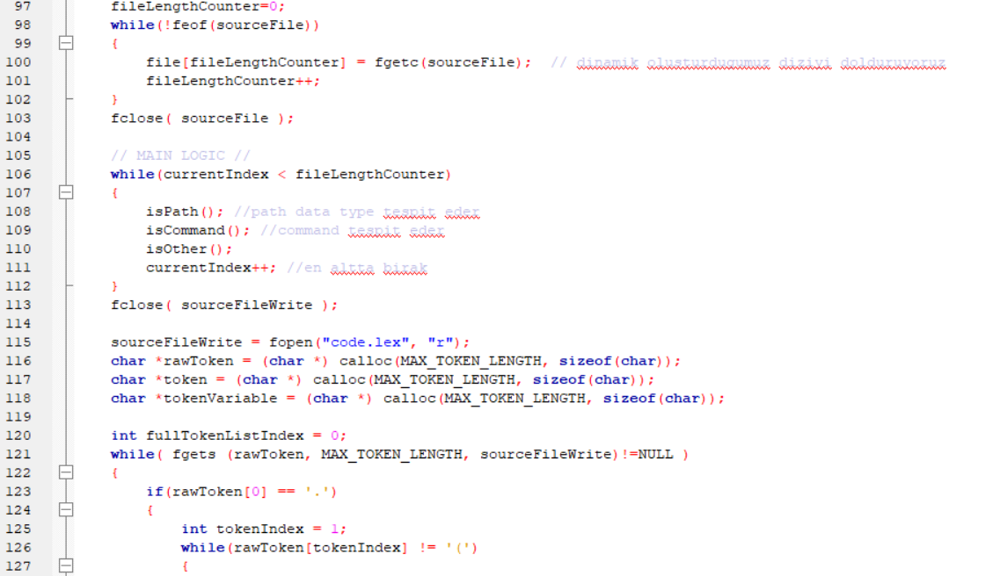 97 fileLengthCounter=0;
98 while(!feof(sourceFile))
99 {
100 file[fileLengthCounter] = fgetc(sourceFile); // dinamik olusturdugumuz diziyi dolduruyoruz
101 fileLengthCounter++;
102 }
103 fclose( sourceFile );
104
105 // MAIN LOGIC //
106 while(currentIndex < fileLengthCounter)
107 {
108 isPath(); //path data type tespit eder
109 isCommand(); //command tespit eder
110 isOther();
111 currentIndex++; //en altta birak
112 }
113 fclose( sourceFileWrite );
114
115 sourceFileWrite = fopen("code.lex", "r");
116 char *rawToken = (char *) calloc(MAX_TOKEN_LENGTH, sizeof(char));
117 char *token = (char *) calloc(MAX_TOKEN_LENGTH, sizeof(char));
118 char *tokenVariable = (char *) calloc(MAX_TOKEN_LENGTH, sizeof(char));
119
120 int fullTokenListIndex = 0;
121 while( fgets (rawToken, MAX_TOKEN_LENGTH, sourceFileWrite)!=NULL )
122 {
123 if(rawToken[0] == '.')
124 {
125 int tokenIndex = 1;
126 while(rawToken[tokenIndex] != '(')
127 {